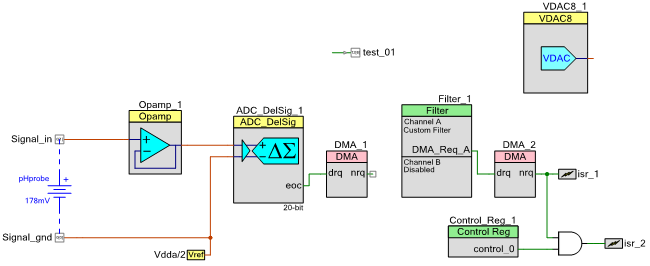 VDAC8_1
VDAC8
VDAC
test_01
Opamp_1
Opamp
ADC_DelSig_1
ADC_DelSig
ΔΣ
eoc
20-bit
Signal_in
pHprobe
178mV
Signal_gnd
Vdda/2
Vref
DMA_1
DMA
drq nrq
Filter_1
Filter
Channel A
Custom Filter
DMA_Req_A
Channel B
Disabled
DMA_2
DMA
drq nrq
isr_1
Control_Reg_1
Control Reg
control_0
isr_2